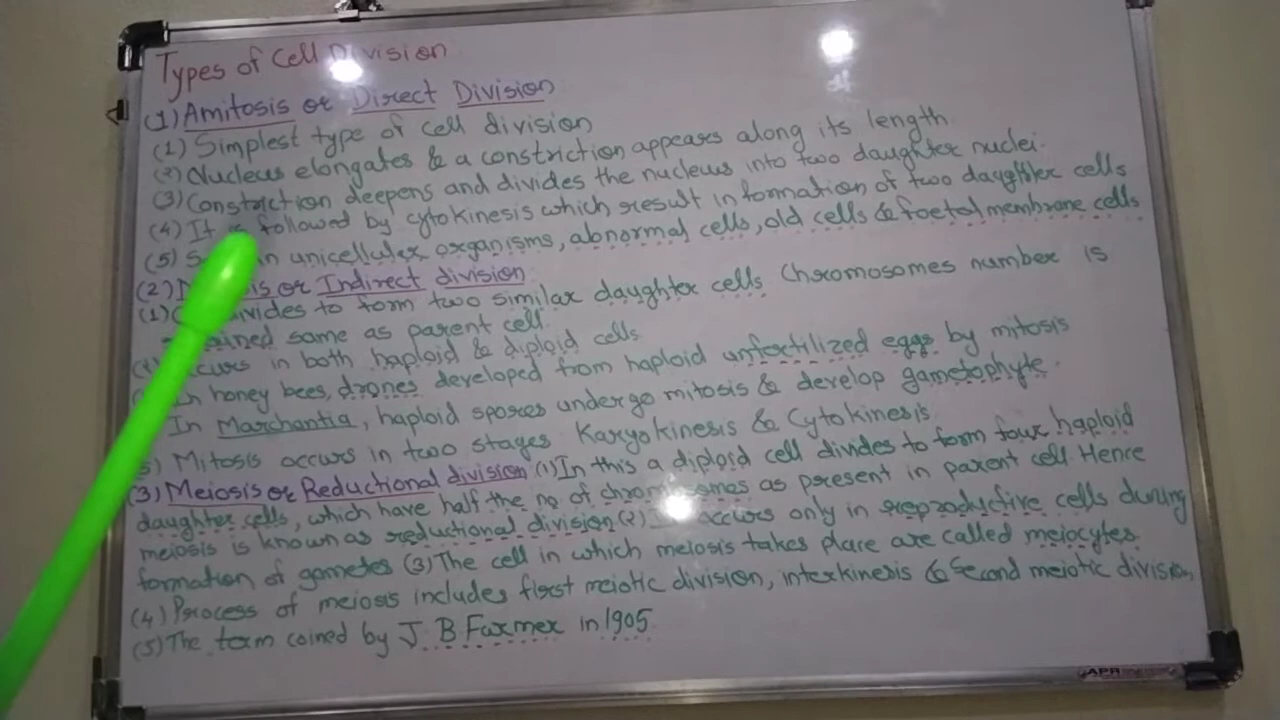 Types of Cell Division
(1) Amitosis or Direct Division
(1) Simplest type of cell division
(2) Nucleus elongates & a constriction appears along its length
(3) Constriction deepens and divides the nucleus into two daughter nuclei.
(4) It is followed by cytokinesis which result in formation of two daughter cells
(5) in unicellular organisms, abnormal cells, old cells & foetal membrane cells
(2) or Indirect division
(1) divides to form two similar daughter cells Chromosomes number is
same as parent cell.
in both haploid & diploid cells
In honey bees, drones developed from haploid unfertilized eggs by mitosis
In Marchantia, haploid spores undergo mitosis & develop gametophyte.
5) Mitosis occurs in two stages Karyokinesis & Cytokinesis.
(3) Meiosis or Reductional division (1) In this a diploid cell divides to form four haploid
daughter cells, which have half the no of chromosomes as present in parent cell Hence
meiosis is known as reductional division (2) occurs only in reproductive cells during
formation of gametes (3) The cell in which meiosis takes place are called meiocytes.
(4) Process of meiosis includes first meiotic division, interkinesis & Second meiotic division,
(5) The term coined by J. B Farmer in 1905.
APR